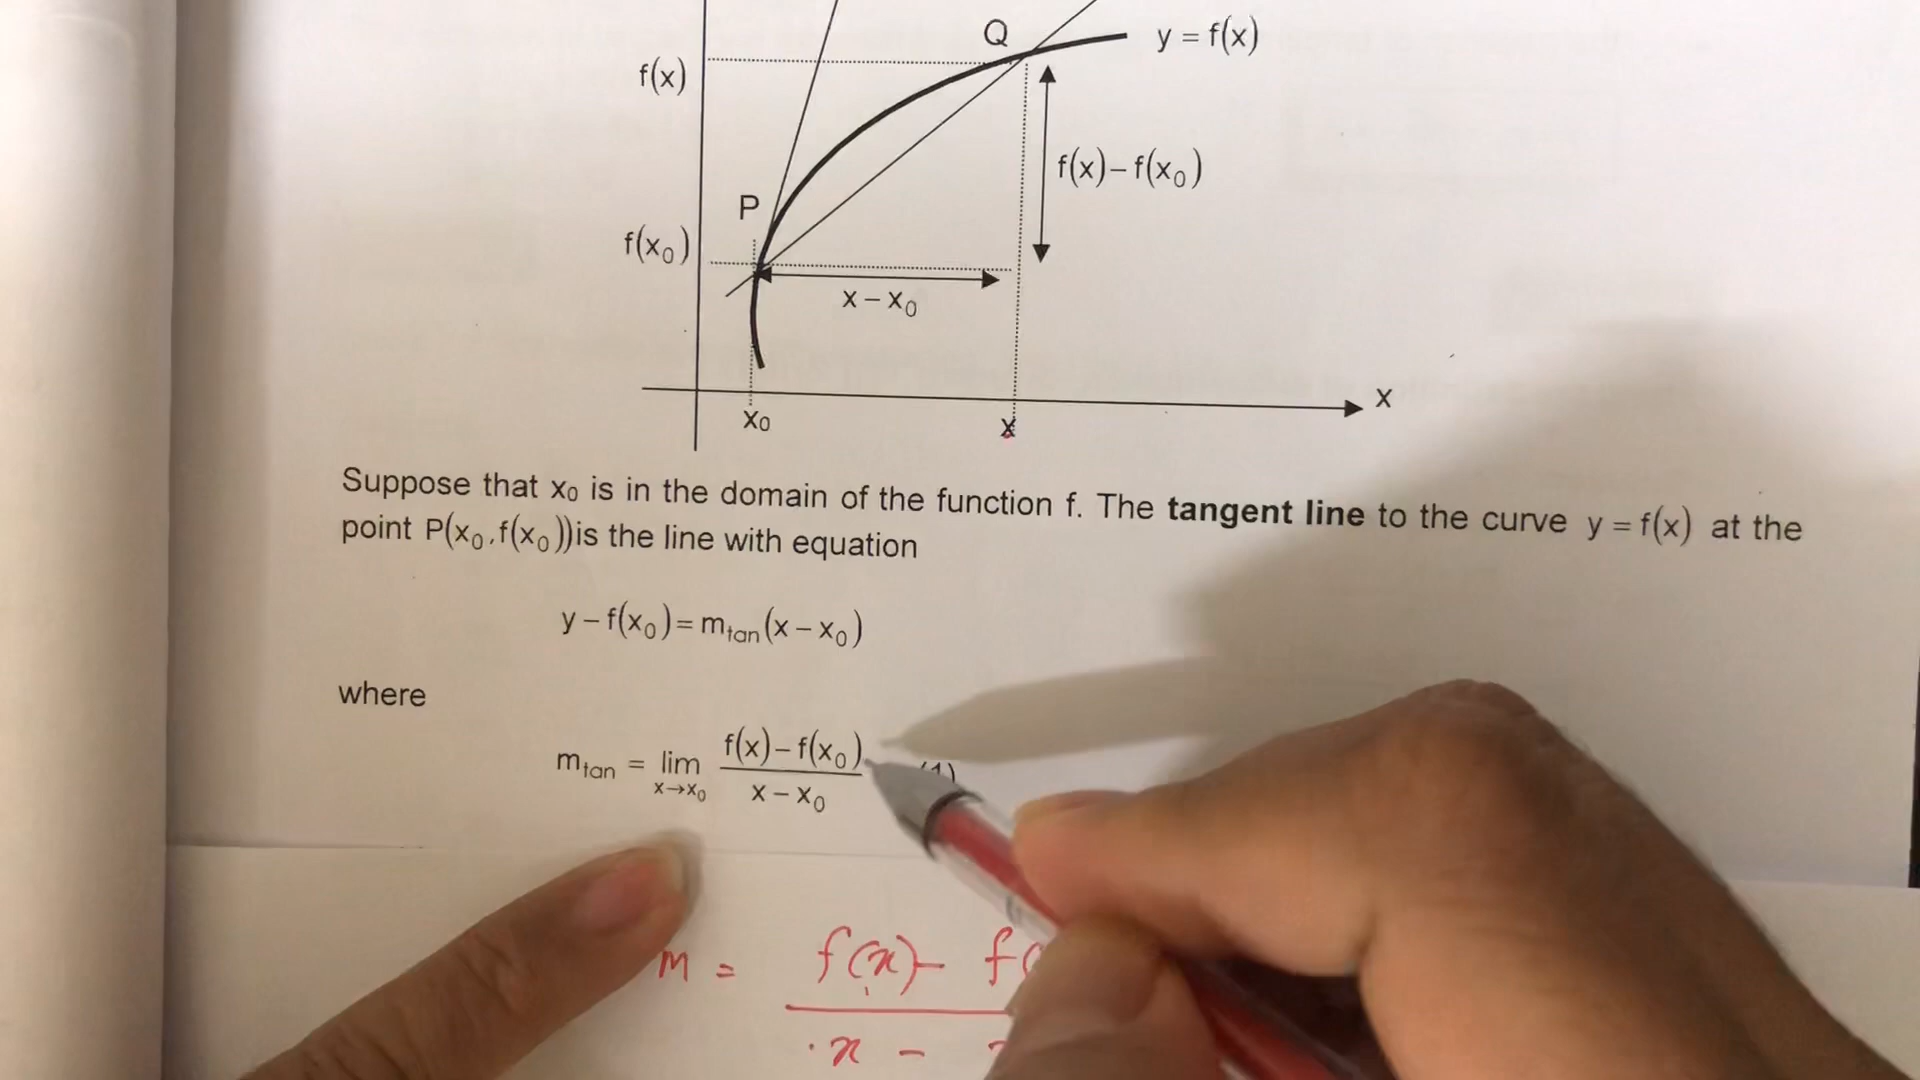 Q
y = f(x)
f(x)
f(x)−f(x₀)
P
f(x₀)
x − x₀
x
x₀
x
Suppose that x₀ is in the domain of the function f. The tangent line to the curve y = f(x) at the
point P(x₀,f(x₀))is the line with equation
y − f(x₀) = mₜₐₙ(x − x₀)
where
mₜₐₙ = lim x→x₀ f(x) − f(x₀) / x − x₀ (1)
m = f(x) − f(
x −